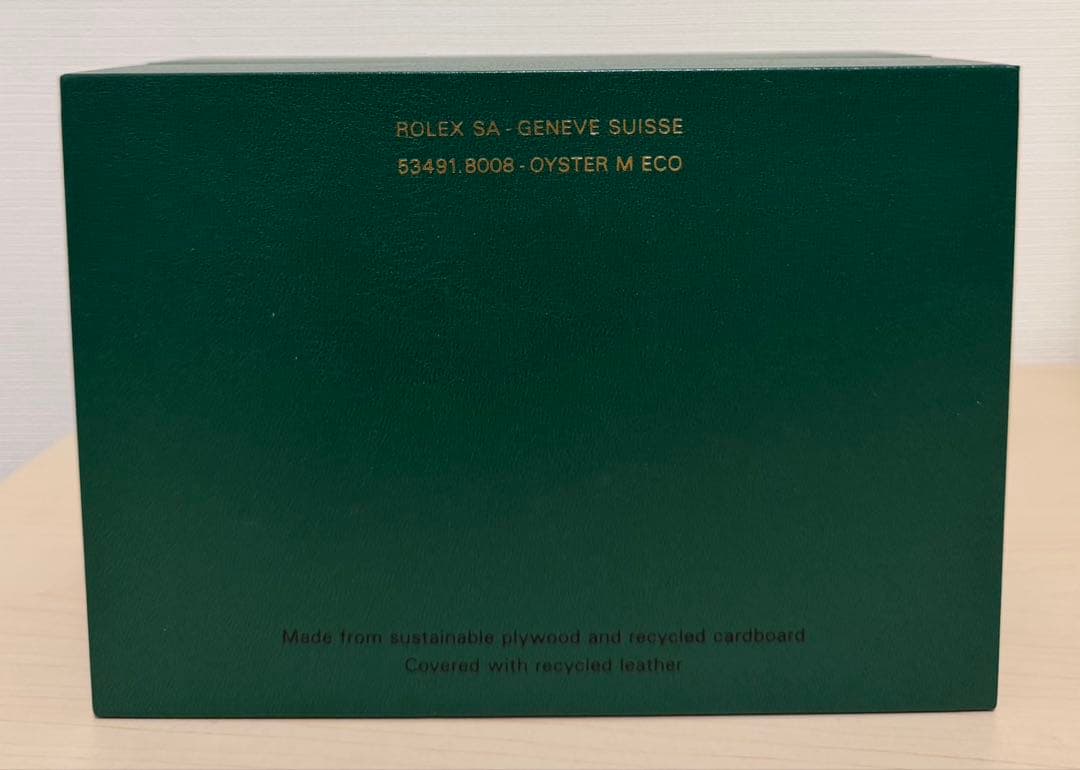 ROLEX SA - GENEVE SUISSE
53491.8008 - OYSTER M ECO
Made from sustainable plywood and recycled cardboard
Covered with recycled leather